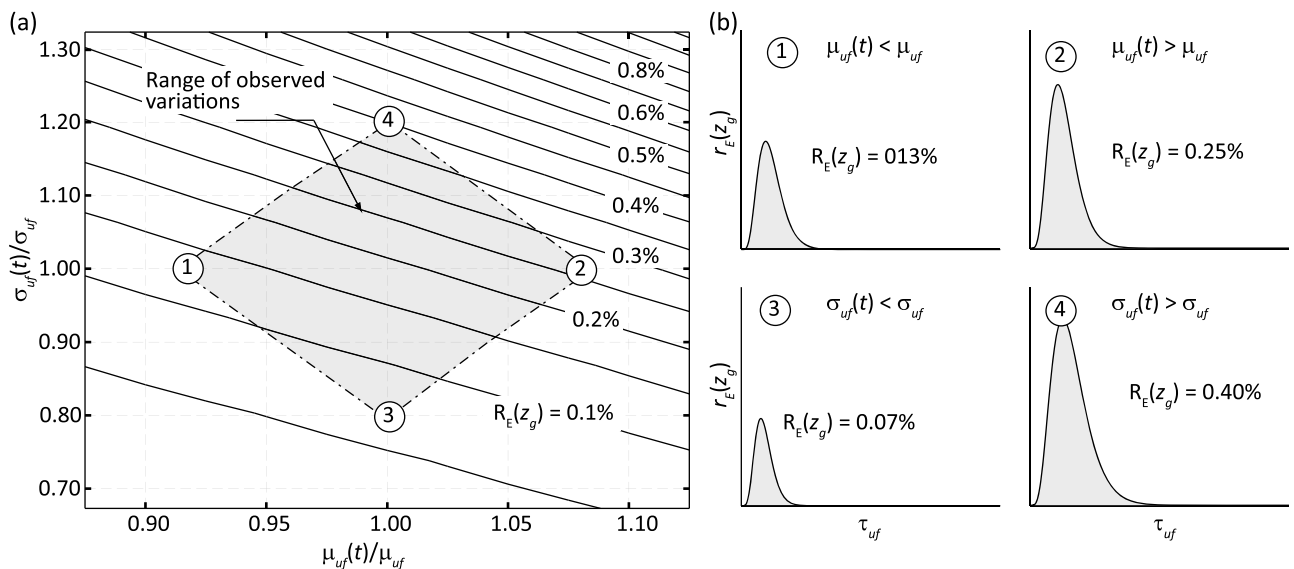 (a)
σuf(t)/σuf
1.30
1.20
1.10
1.00
0.90
0.80
0.70
0.90
0.95
1.00
1.05
1.10
μuf(t)/μuf
Range of observed
variations
0.8%
0.6%
0.5%
0.4%
0.3%
0.2%
RE(zg) = 0.1%
4
1
2
3
(b)
1
μuf(t) < μuf
rE(zg)
RE(zg) = 013%
2
μuf(t) > μuf
RE(zg) = 0.25%
3
σuf(t) < σuf
rE(zg)
RE(zg) = 0.07%
τuf
4
σuf(t) > σuf
RE(zg) = 0.40%
τuf